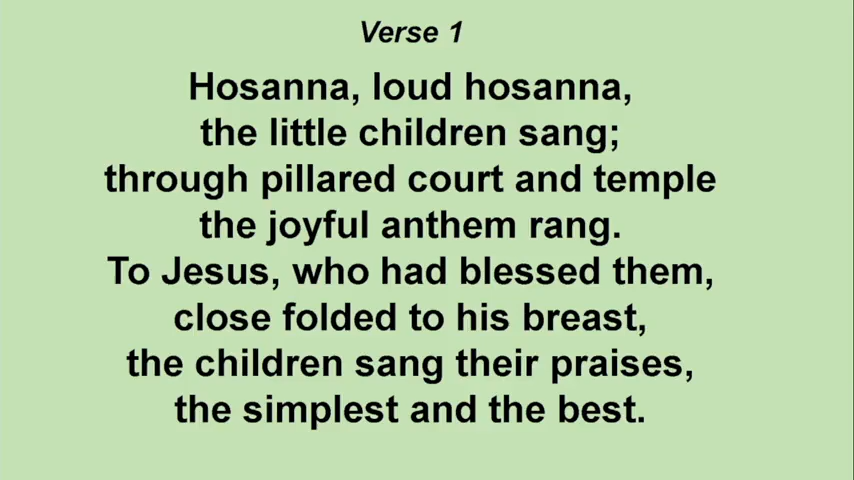 Verse 1
Hosanna, loud hosanna,
the little children sang;
through pillared court and temple
the joyful anthem rang.
To Jesus, who had blessed them,
close folded to his breast,
the children sang their praises,
the simplest and the best.